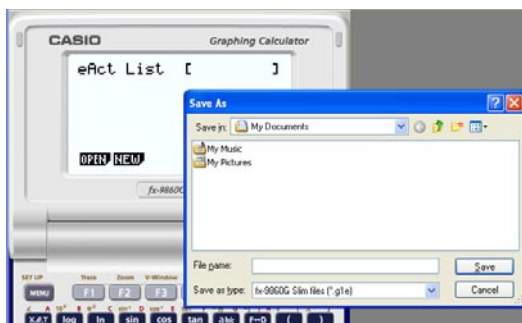 CASIO Graphing Calculator
eAct List [ ]
OPEN NEW
Save As
Save in: My Documents
My Music
My Pictures
File name:
Save
Save as type: fx-9860G Slim files (*.g1e)
Cancel
SET UP Trace Zoom V-Window
MENU F1 F2 F3
X,θ,T log ln sin cos tan F↔D ( )